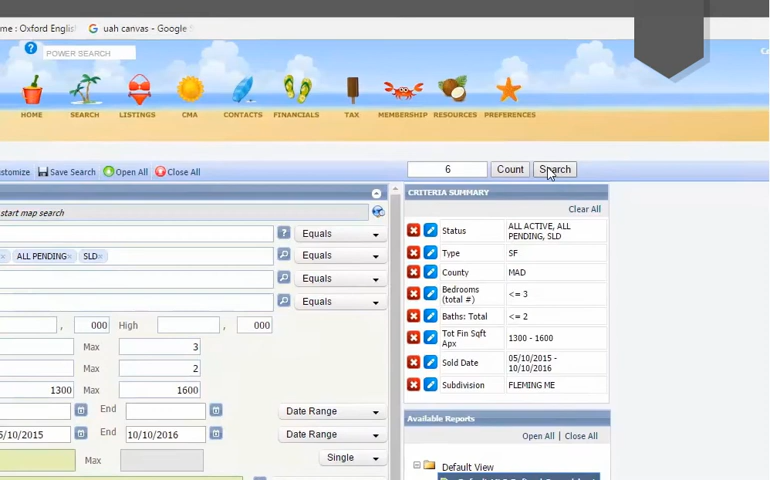 me : Oxford Englis
uah canvas - Google S
?
POWER SEARCH
HOME
SEARCH
LISTINGS
CMA
CONTACTS
FINANCIALS
TAX
MEMBERSHIP
RESOURCES
PREFERENCES
ustomize
Save Search
Open All
Close All
6
Count
Search
start map search
CRITERIA SUMMARY
Clear All
Status
ALL ACTIVE, ALL
PENDING, SLD
Type
SF
County
MAD
Bedrooms
(total #)
<= 3
Baths: Total
<= 2
Tot Fin Sqft
Apx
1300 - 1600
Sold Date
05/10/2015 -
10/10/2016
Subdivision
FLEMING ME
? Equals
× ALL PENDING× SLD× Equals
Equals
Equals
, 000 High , 000
Max 3
Max 2
1300 Max 1600
End Date Range
5/10/2015 End 10/10/2016 Date Range
Max Single
Available Reports
Open All | Close All
Default View